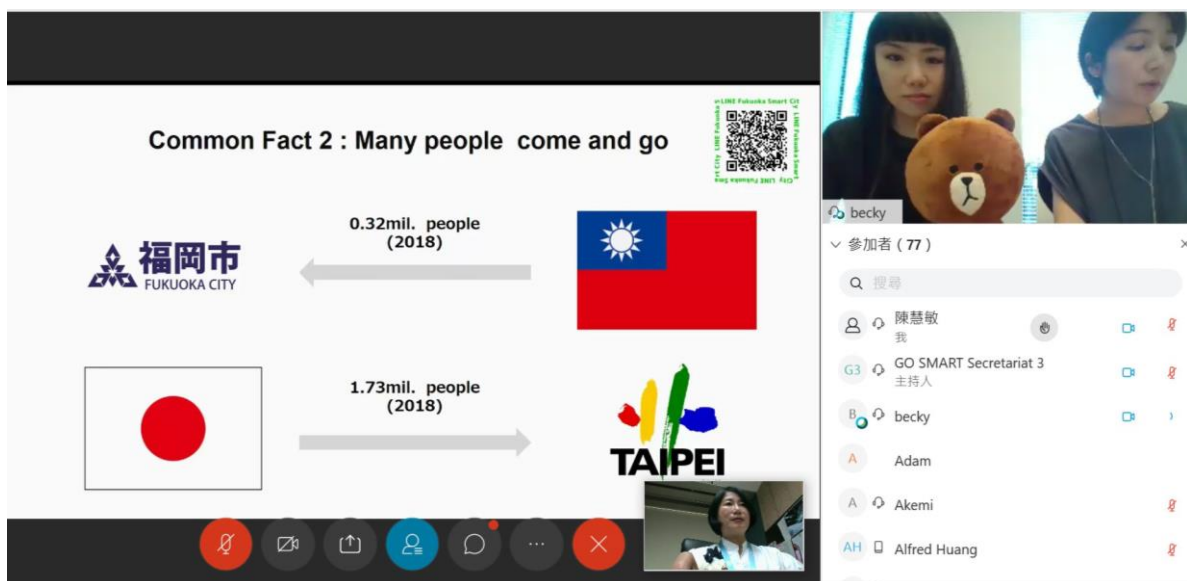 Common Fact 2 : Many people come and go
LINE Fukuoka Smart City
0.32mil. people
(2018)
福岡市
FUKUOKA CITY
1.73mil. people
(2018)
TAIPEI
becky
參加者 ( 77 )
搜尋
陳慧敏
我
G3
GO SMART Secretariat 3
主持人
B
becky
A
Adam
A
Akemi
AH
Alfred Huang